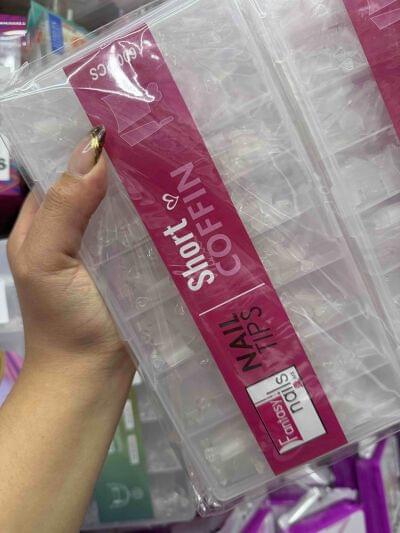 Short
COFFIN
NAIL
TIPS
Fantasy
nails